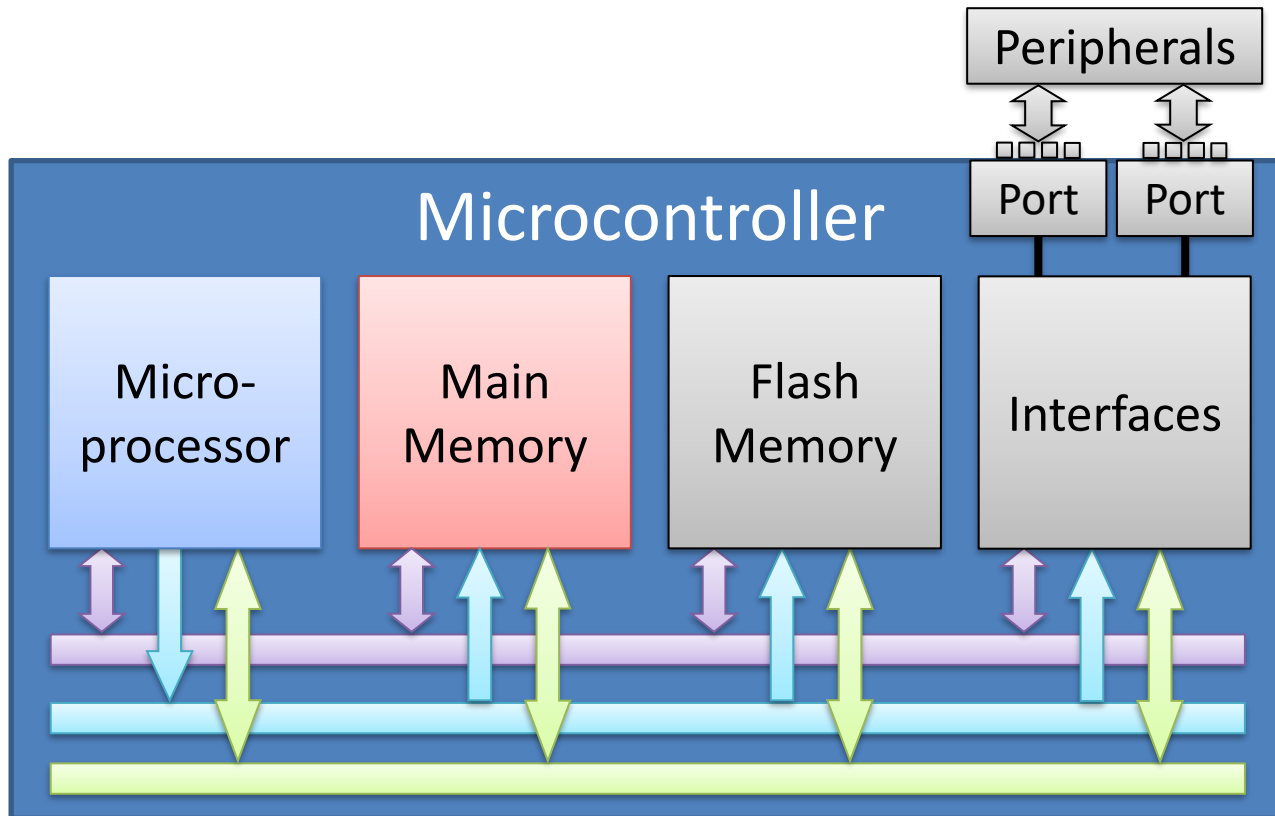 Peripherals
Port
Port
Microcontroller
Micro-
processor
Main
Memory
Flash
Memory
Interfaces